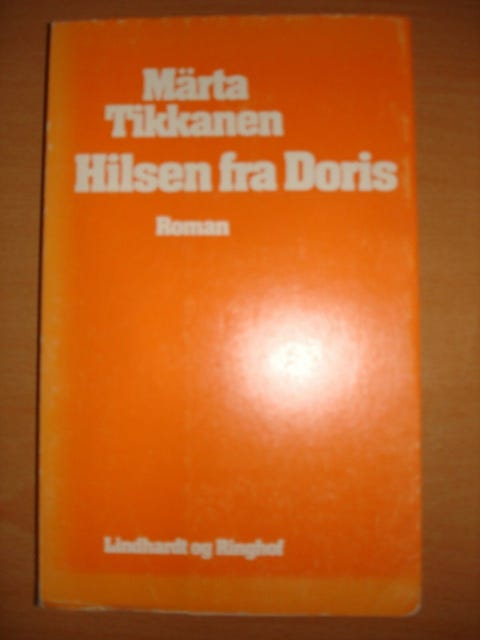 Märta
Tikkanen
Hilsen fra Doris
Roman
Lindhardt og Ringhof